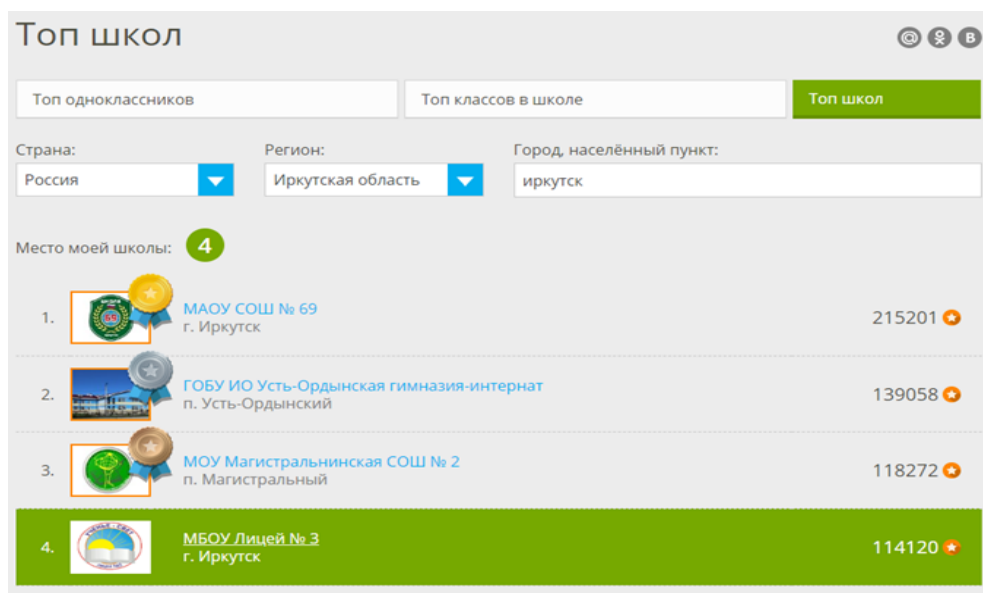 Топ школ
Топ одноклассников
Топ классов в школе
Топ школ
Страна:
Регион:
Город, населённый пункт:
Россия
Иркутская область
иркутск
Место моей школы: 4
1.
МАОУ СОШ № 69
г. Иркутск
215201
2.
ГОБУ ИО Усть-Ордынская гимназия-интернат
п. Усть-Ордынский
139058
3.
МОУ Магистральнинская СОШ № 2
п. Магистральный
118272
4.
МБОУ Лицей № 3
г. Иркутск
114120